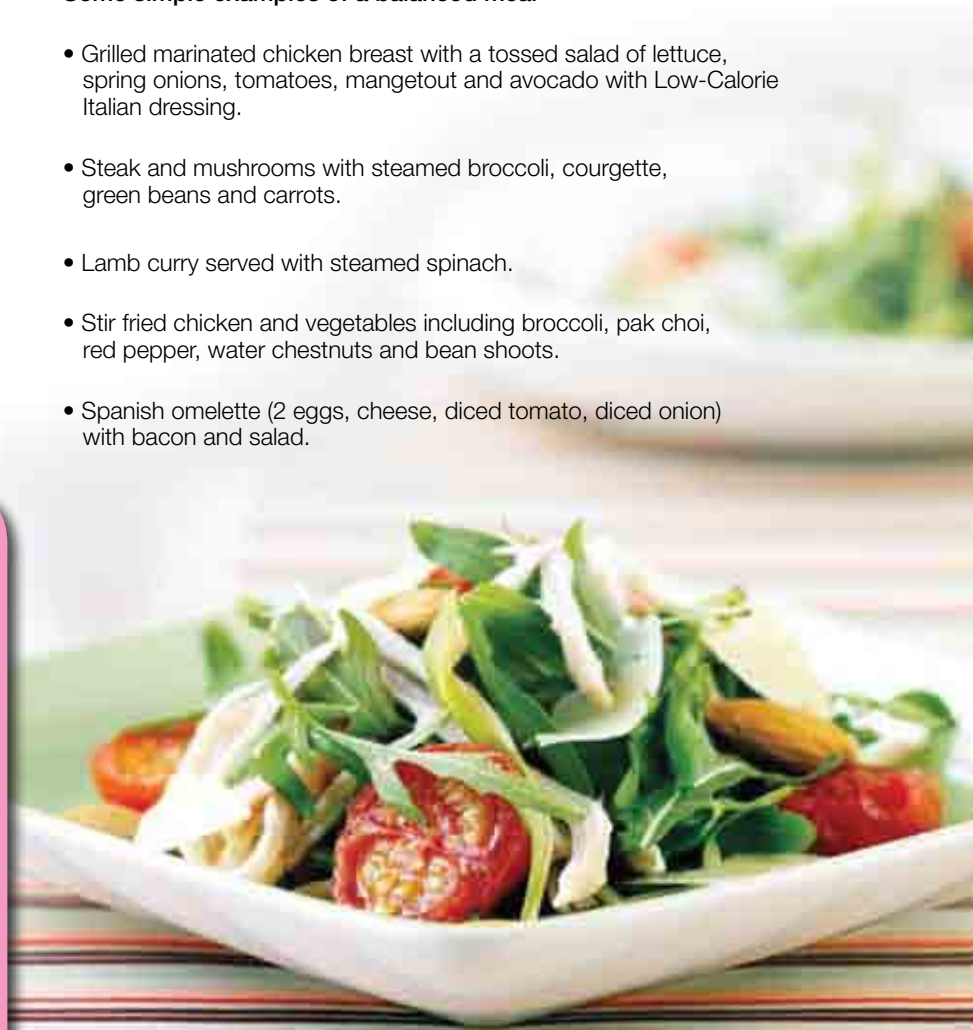 Some simple examples of a balanced meal
• Grilled marinated chicken breast with a tossed salad of lettuce,
spring onions, tomatoes, mangetout and avocado with Low-Calorie
Italian dressing.
• Steak and mushrooms with steamed broccoli, courgette,
green beans and carrots.
• Lamb curry served with steamed spinach.
• Stir fried chicken and vegetables including broccoli, pak choi,
red pepper, water chestnuts and bean shoots.
• Spanish omelette (2 eggs, cheese, diced tomato, diced onion)
with bacon and salad.